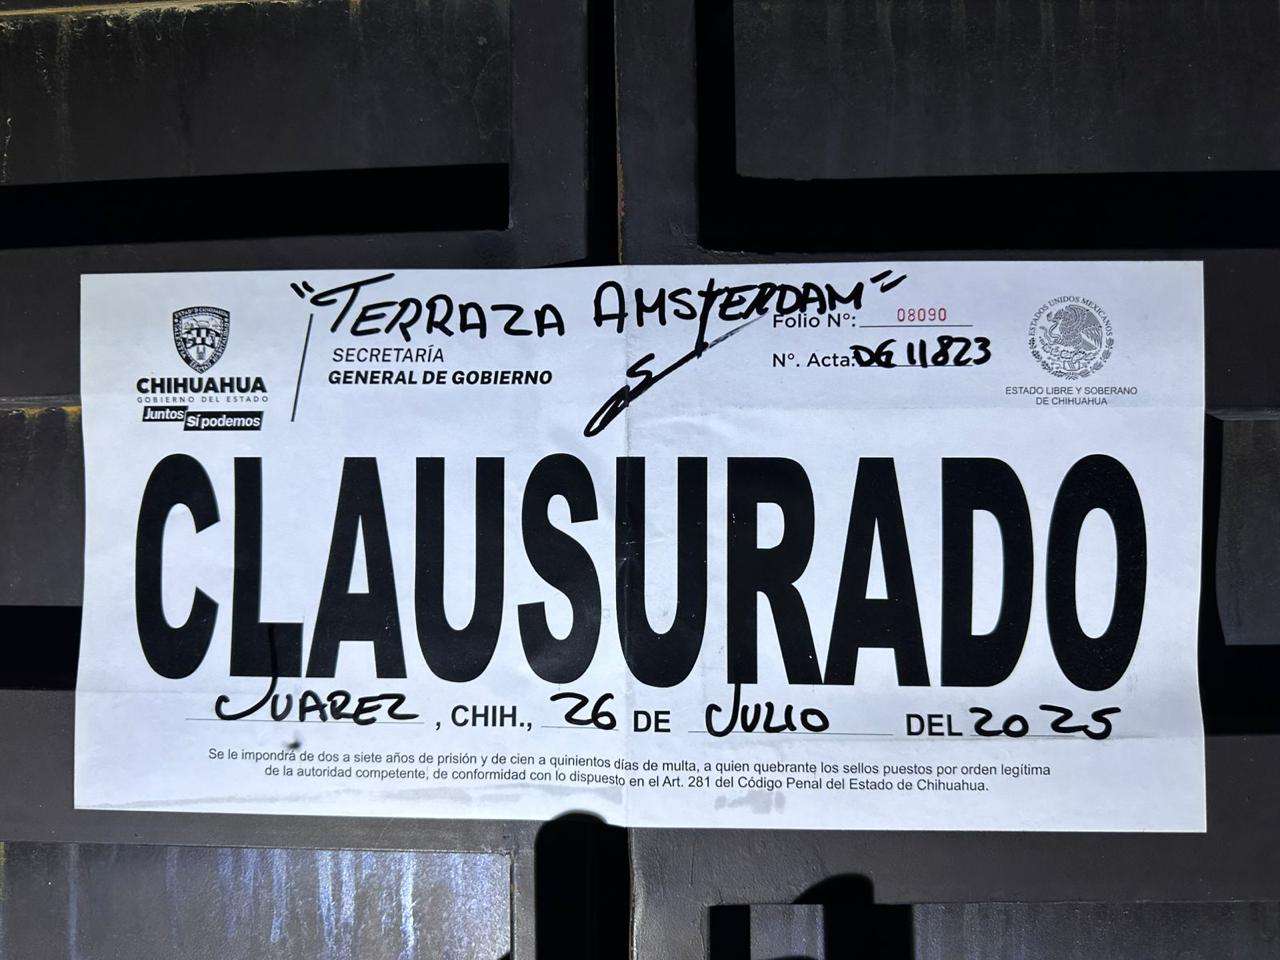 "TERRAZA AMSTERDAM"
CHIHUAHUA
GOBIERNO DEL ESTADO
Juntos
Sí podemos
SECRETARÍA
GENERAL DE GOBIERNO
Folio N°: 08090
N°. Acta: DG 11823
ESTADOS UNIDOS MEXICANOS
ESTADO LIBRE Y SOBERANO
DE CHIHUAHUA
CLAUSURADO
JUAREZ, CHIH., 26 DE JULIO DEL 2025
Se le impondrá de dos a siete años de prisión y de cien a quinientos días de multa, a quien quebrante los sellos puestos por orden legítima
de la autoridad competente, de conformidad con lo dispuesto en el Art. 281 del Código Penal del Estado de Chihuahua.